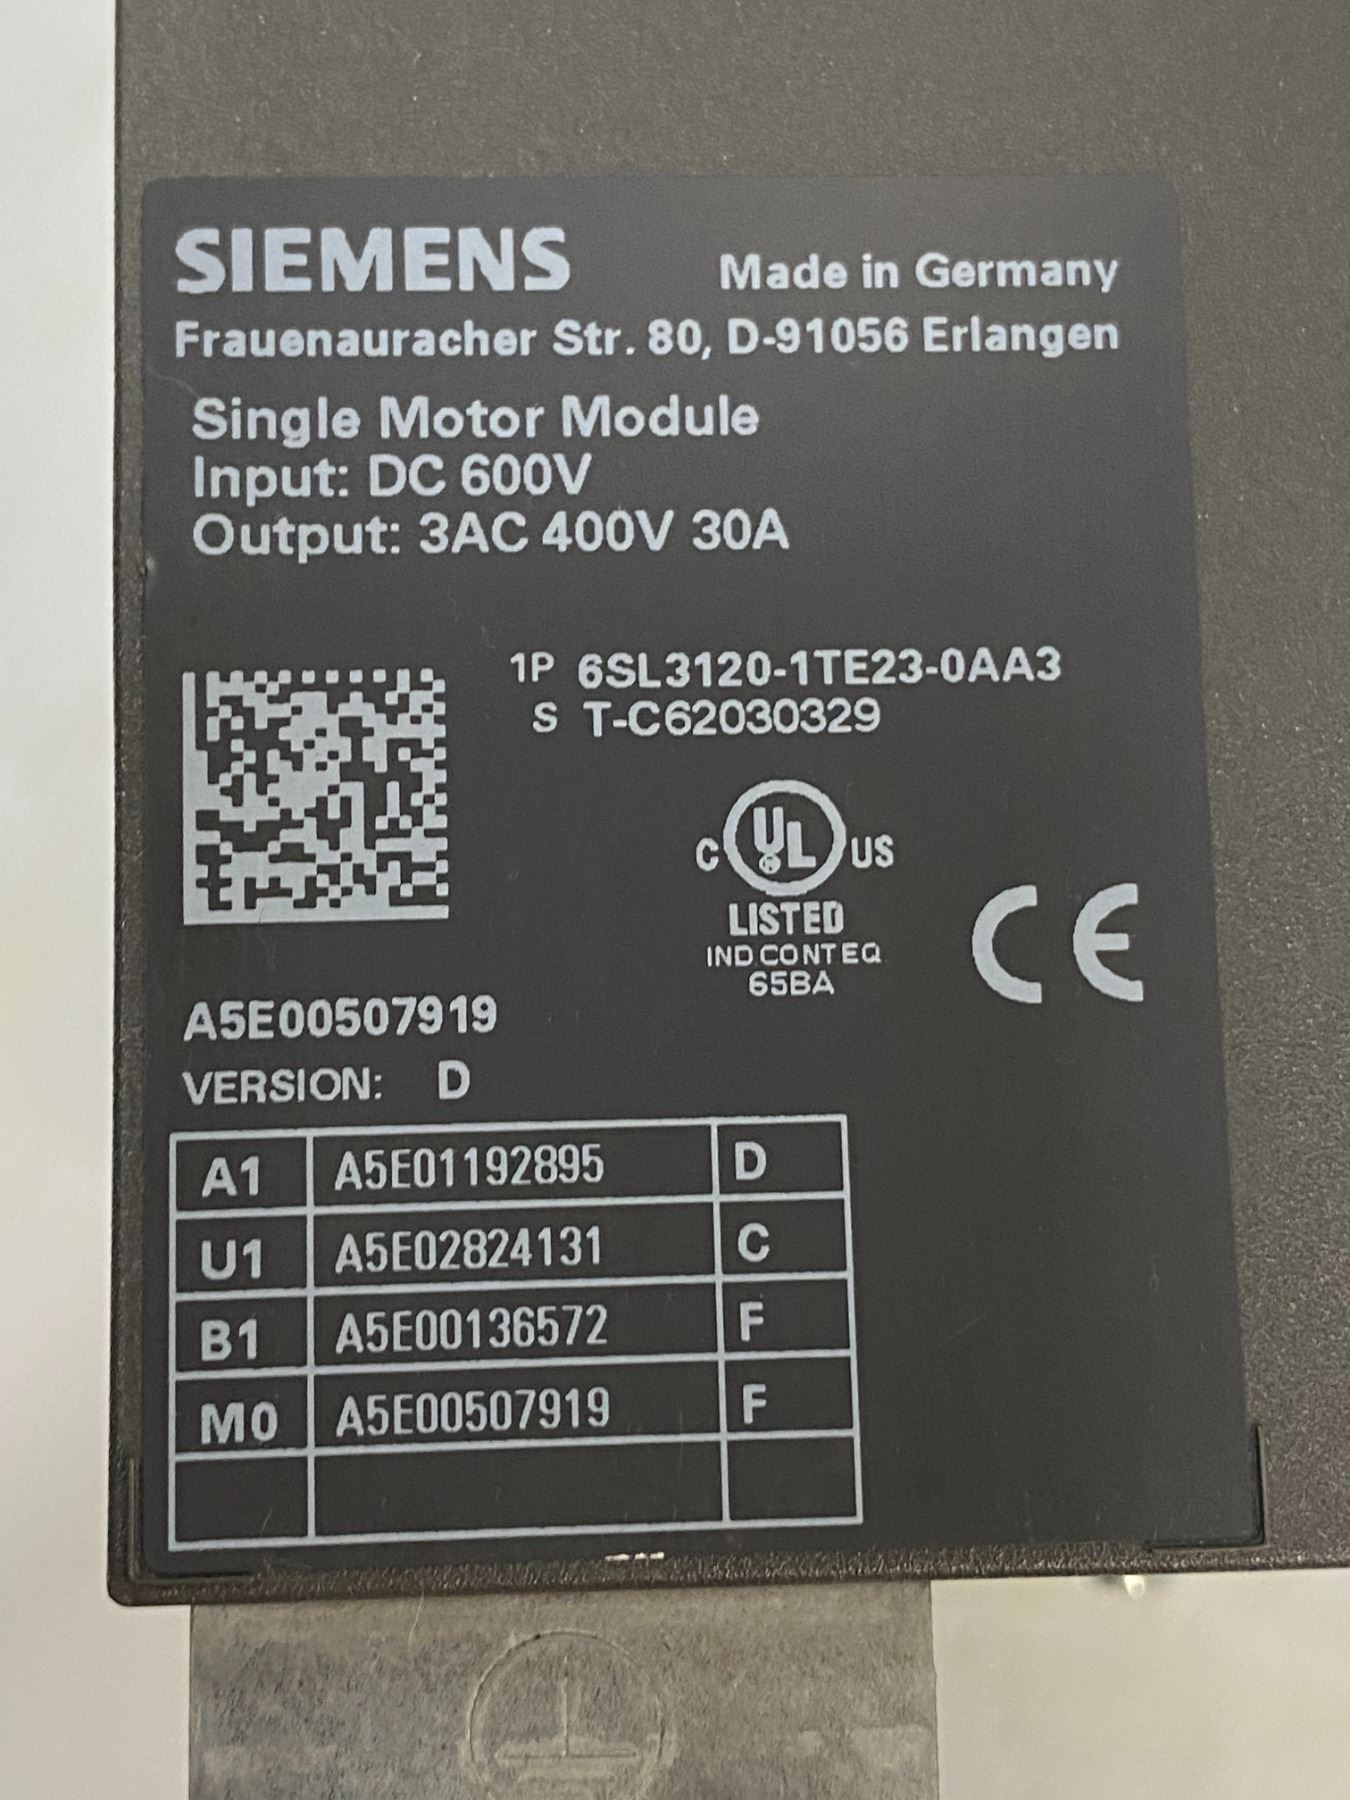 SIEMENS Made in Germany
Frauenauracher Str. 80, D-91056 Erlangen
Single Motor Module
Input: DC 600V
Output: 3AC 400V 30A
1P 6SL3120-1TE23-0AA3
S T-C62030329
C UL US
LISTED
IND CONT EQ
65BA
CE
A5E00507919
VERSION: D
A1 A5E01192895 D
U1 A5E02824131 C
B1 A5E00136572 F
M0 A5E00507919 F